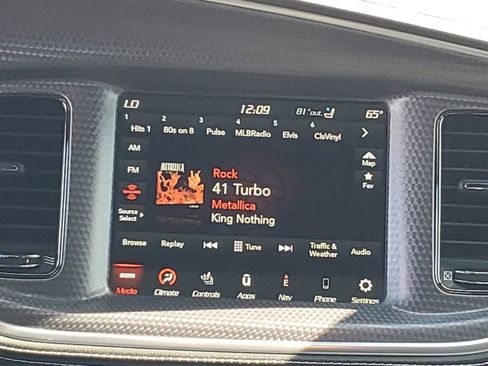 LO 12:09 81°out 65°
1 2 3 4 5 6
Hits 1 80s on 8 Pulse MLBRadio Elvis ClsVinyl
AM
Map
FM
METALLICA
Rock
Fav
41 Turbo
Metallica
King Nothing
Source
Select
Browse Replay Tune Traffic &
Weather Audio
E
Media Climate Controls Apps Nav Phone Settings